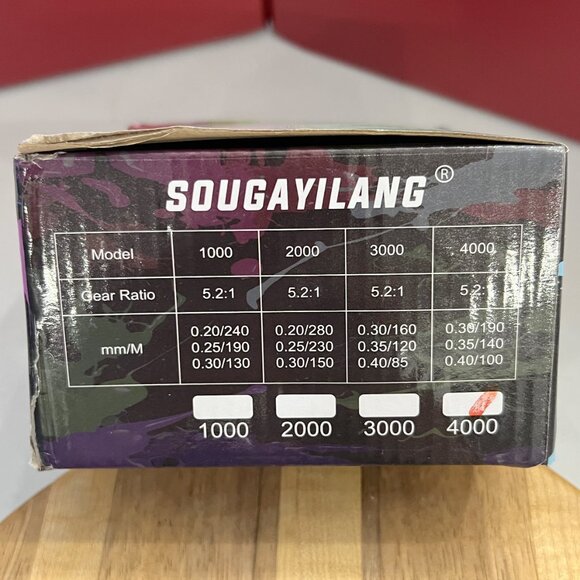 SOUGAYILANG ®
Model 1000 2000 3000 4000
Gear Ratio 5.2:1 5.2:1 5.2:1 5.2:1
0.20/240 0.20/280 0.30/160 0.30/190
mm/M 0.25/190 0.25/230 0.35/120 0.35/140
0.30/130 0.30/150 0.40/85 0.40/100
1000 2000 3000 4000